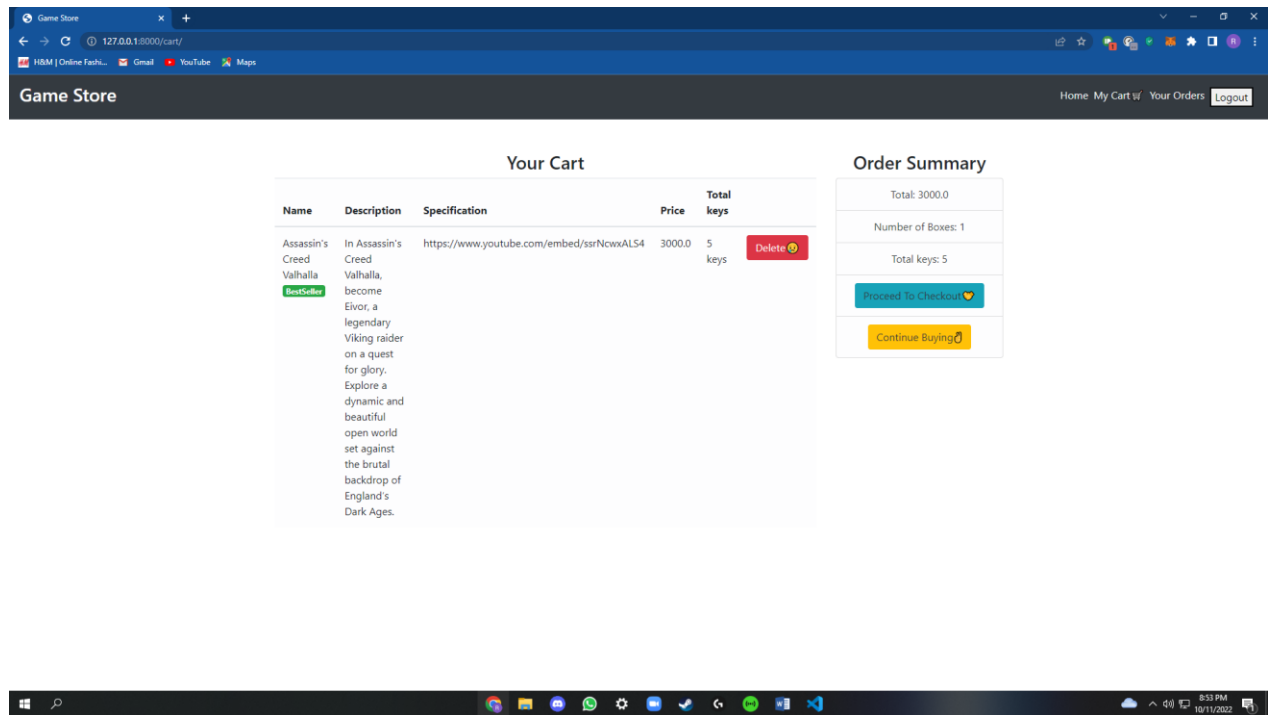 Game Store
127.0.0.1:8000/cart/
H&M | Online Fashi... Gmail YouTube Maps
Game Store
Home My Cart Your Orders Logout
Your Cart
Name Description Specification Price Total keys
Assassin's
Creed
Valhalla
BestSeller
In Assassin's
Creed
Valhalla,
become
Eivor, a
legendary
Viking raider
on a quest
for glory.
Explore a
dynamic and
beautiful
open world
set against
the brutal
backdrop of
England's
Dark Ages.
https://www.youtube.com/embed/ssrNcwxALS4
3000.0
5
keys
Delete
Order Summary
Total: 3000.0
Number of Boxes: 1
Total keys: 5
Proceed To Checkout
Continue Buying
8:53 PM
10/11/2022